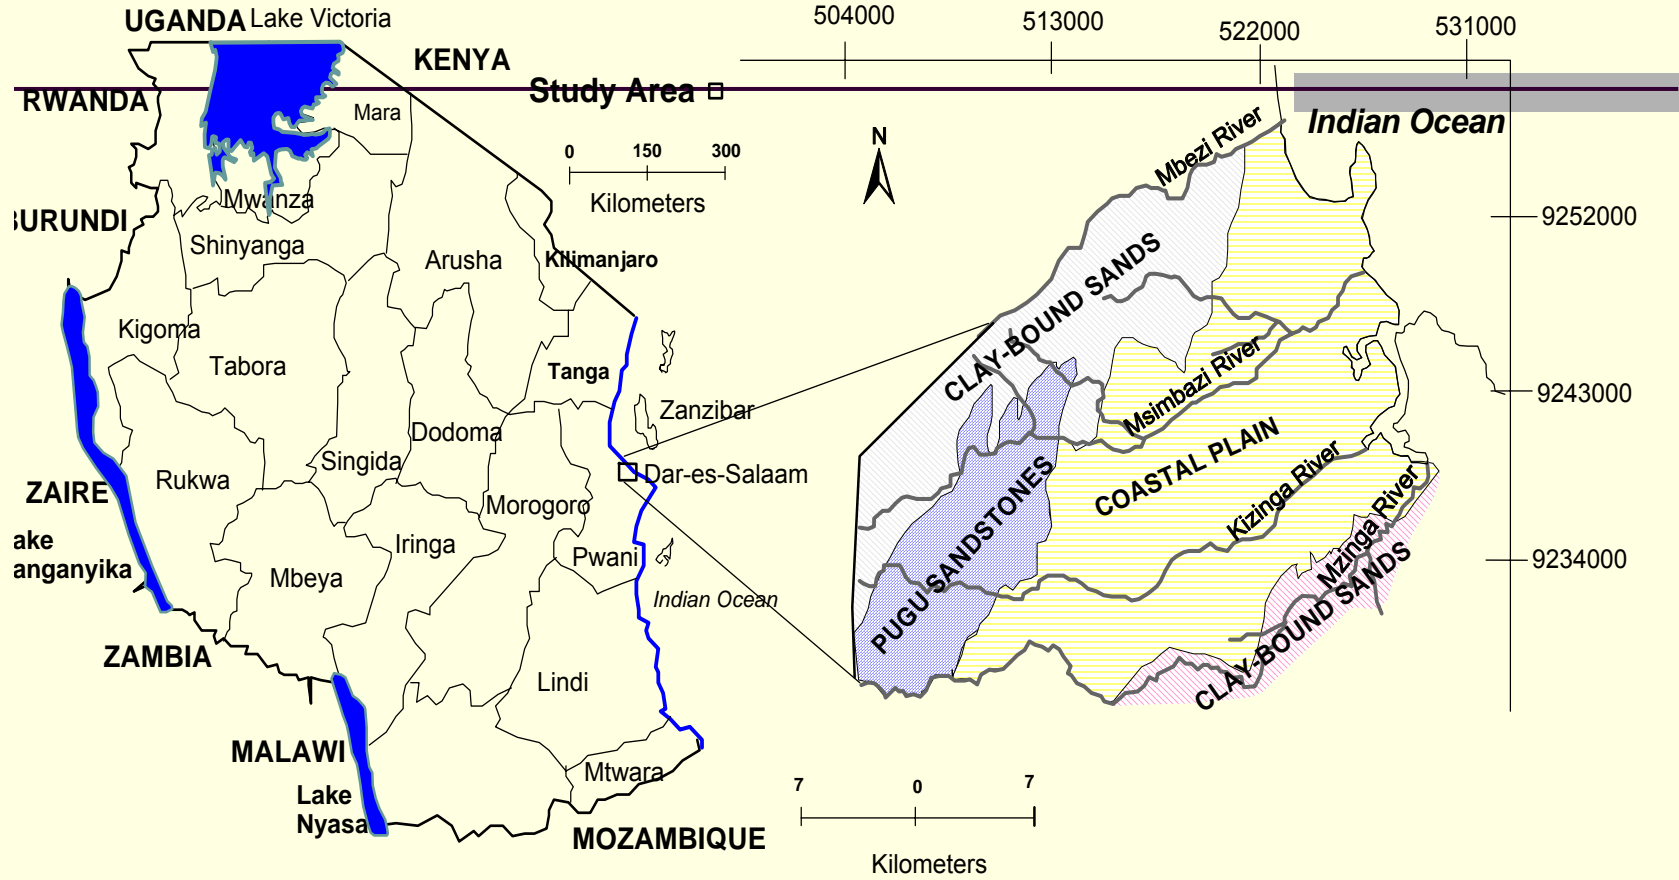 UGANDA
Lake Victoria
KENYA
RWANDA
Study Area
Mara
0 150 300
Kilometers
BURUNDI
Mwanza
Shinyanga
Arusha
Kilimanjaro
Kigoma
Tabora
Tanga
Zanzibar
Dodoma
Singida
Rukwa
Dar-es-Salaam
ZAIRE
Morogoro
ake
anganyika
Iringa
Pwani
Mbeya
Indian Ocean
ZAMBIA
Lindi
MALAWI
Mtwara
Lake
Nyasa
MOZAMBIQUE
504000
513000
522000
531000
Indian Ocean
N
Mbezi River
9252000
CLAY-BOUND SANDS
Msimbazi River
9243000
COASTAL PLAIN
PUGU SANDSTONES
Kizinga River
Mzinga River
9234000
CLAY-BOUND SANDS
7 0 7
Kilometers